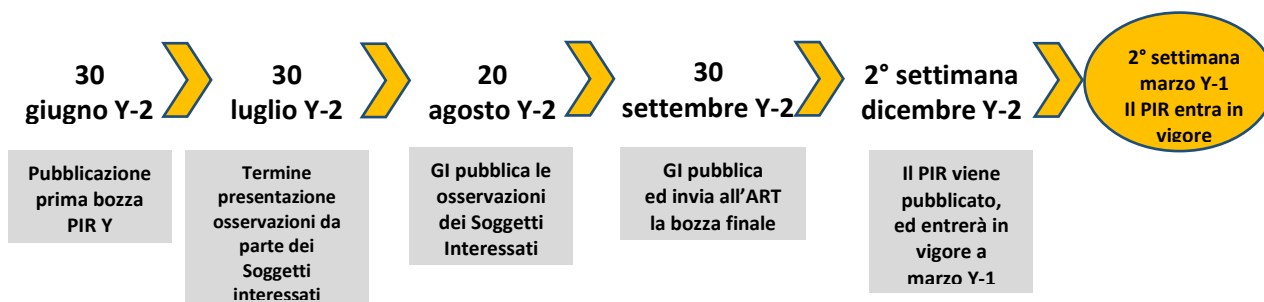 30
giugno Y-2
Pubblicazione
prima bozza
PIR Y
30
luglio Y-2
Termine
presentazione
osservazioni da
parte dei
Soggetti
interessati
20
agosto Y-2
GI pubblica le
osservazioni
dei Soggetti
Interessati
30
settembre Y-2
GI pubblica
ed invia all’ART
la bozza finale
2° settimana
dicembre Y-2
Il PIR viene
pubblicato,
ed entrerà in
vigore a
marzo Y-1
2° settimana
marzo Y-1
Il PIR entra in
vigore